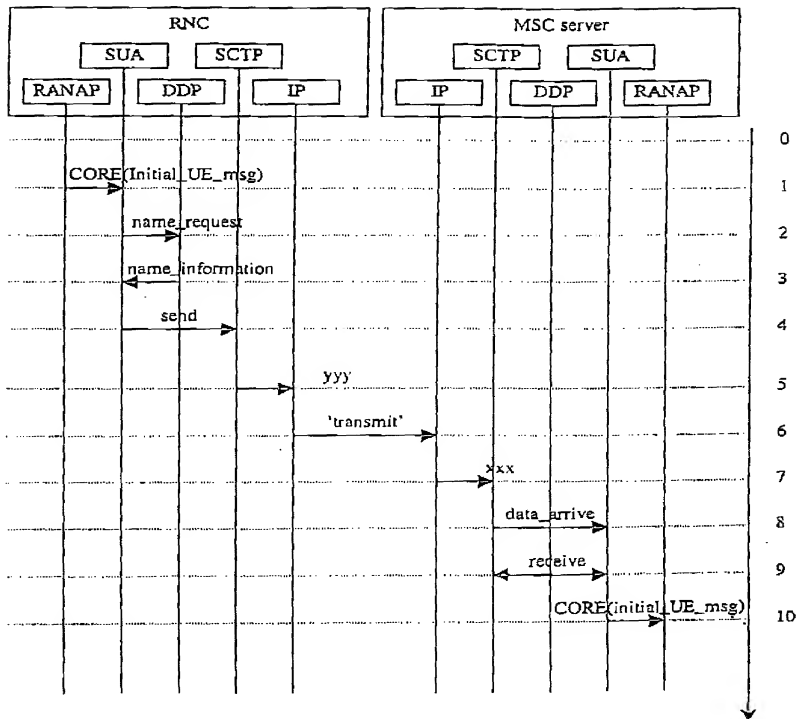 RNC
MSC server
SUA
SCTP
SCTP
SUA
RANAP
DDP
IP
IP
DDP
RANAP
0
CORE(Initial_UE_msg)
1
name_request
2
name_information
3
send
4
yyy
5
'transmit'
6
xxx
7
data_arrive
8
receive
9
CORE(initial_UE_msg)
10